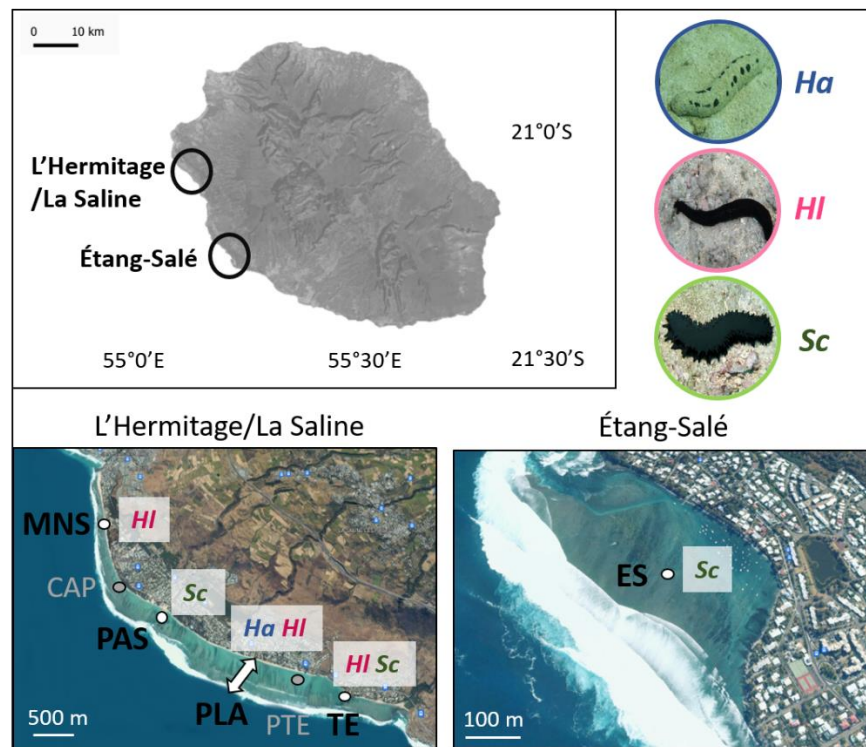 0 10 km
21°0’S
L’Hermitage
/La Saline
Étang-Salé
55°0’E
55°30’E
21°30’S
Ha
Hl
Sc
L’Hermitage/La Saline
Étang-Salé
MNS
Hl
CAP
Sc
PAS
Ha Hl
Hl Sc
PLA
PTE
TE
500 m
ES
Sc
100 m